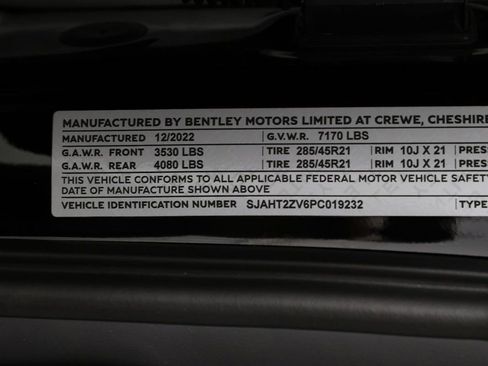 MANUFACTURED BY BENTLEY MOTORS LIMITED AT CREWE, CHESHIRE
MANUFACTURED 12/2022 G.V.W.R. 7170 LBS
G.A.W.R. FRONT 3530 LBS TIRE 285/45R21 RIM 10J X 21 PRES
G.A.W.R. REAR 4080 LBS TIRE 285/45R21 RIM 10J X 21 PRES
THIS VEHICLE CONFORMS TO ALL APPLICABLE FEDERAL MOTOR VEHICLE SAFETY
DATE OF MANUFACTURE SHOWN ABOVE
VEHICLE IDENTIFICATION NUMBER SJAHT2ZV6PC019232 TYPE